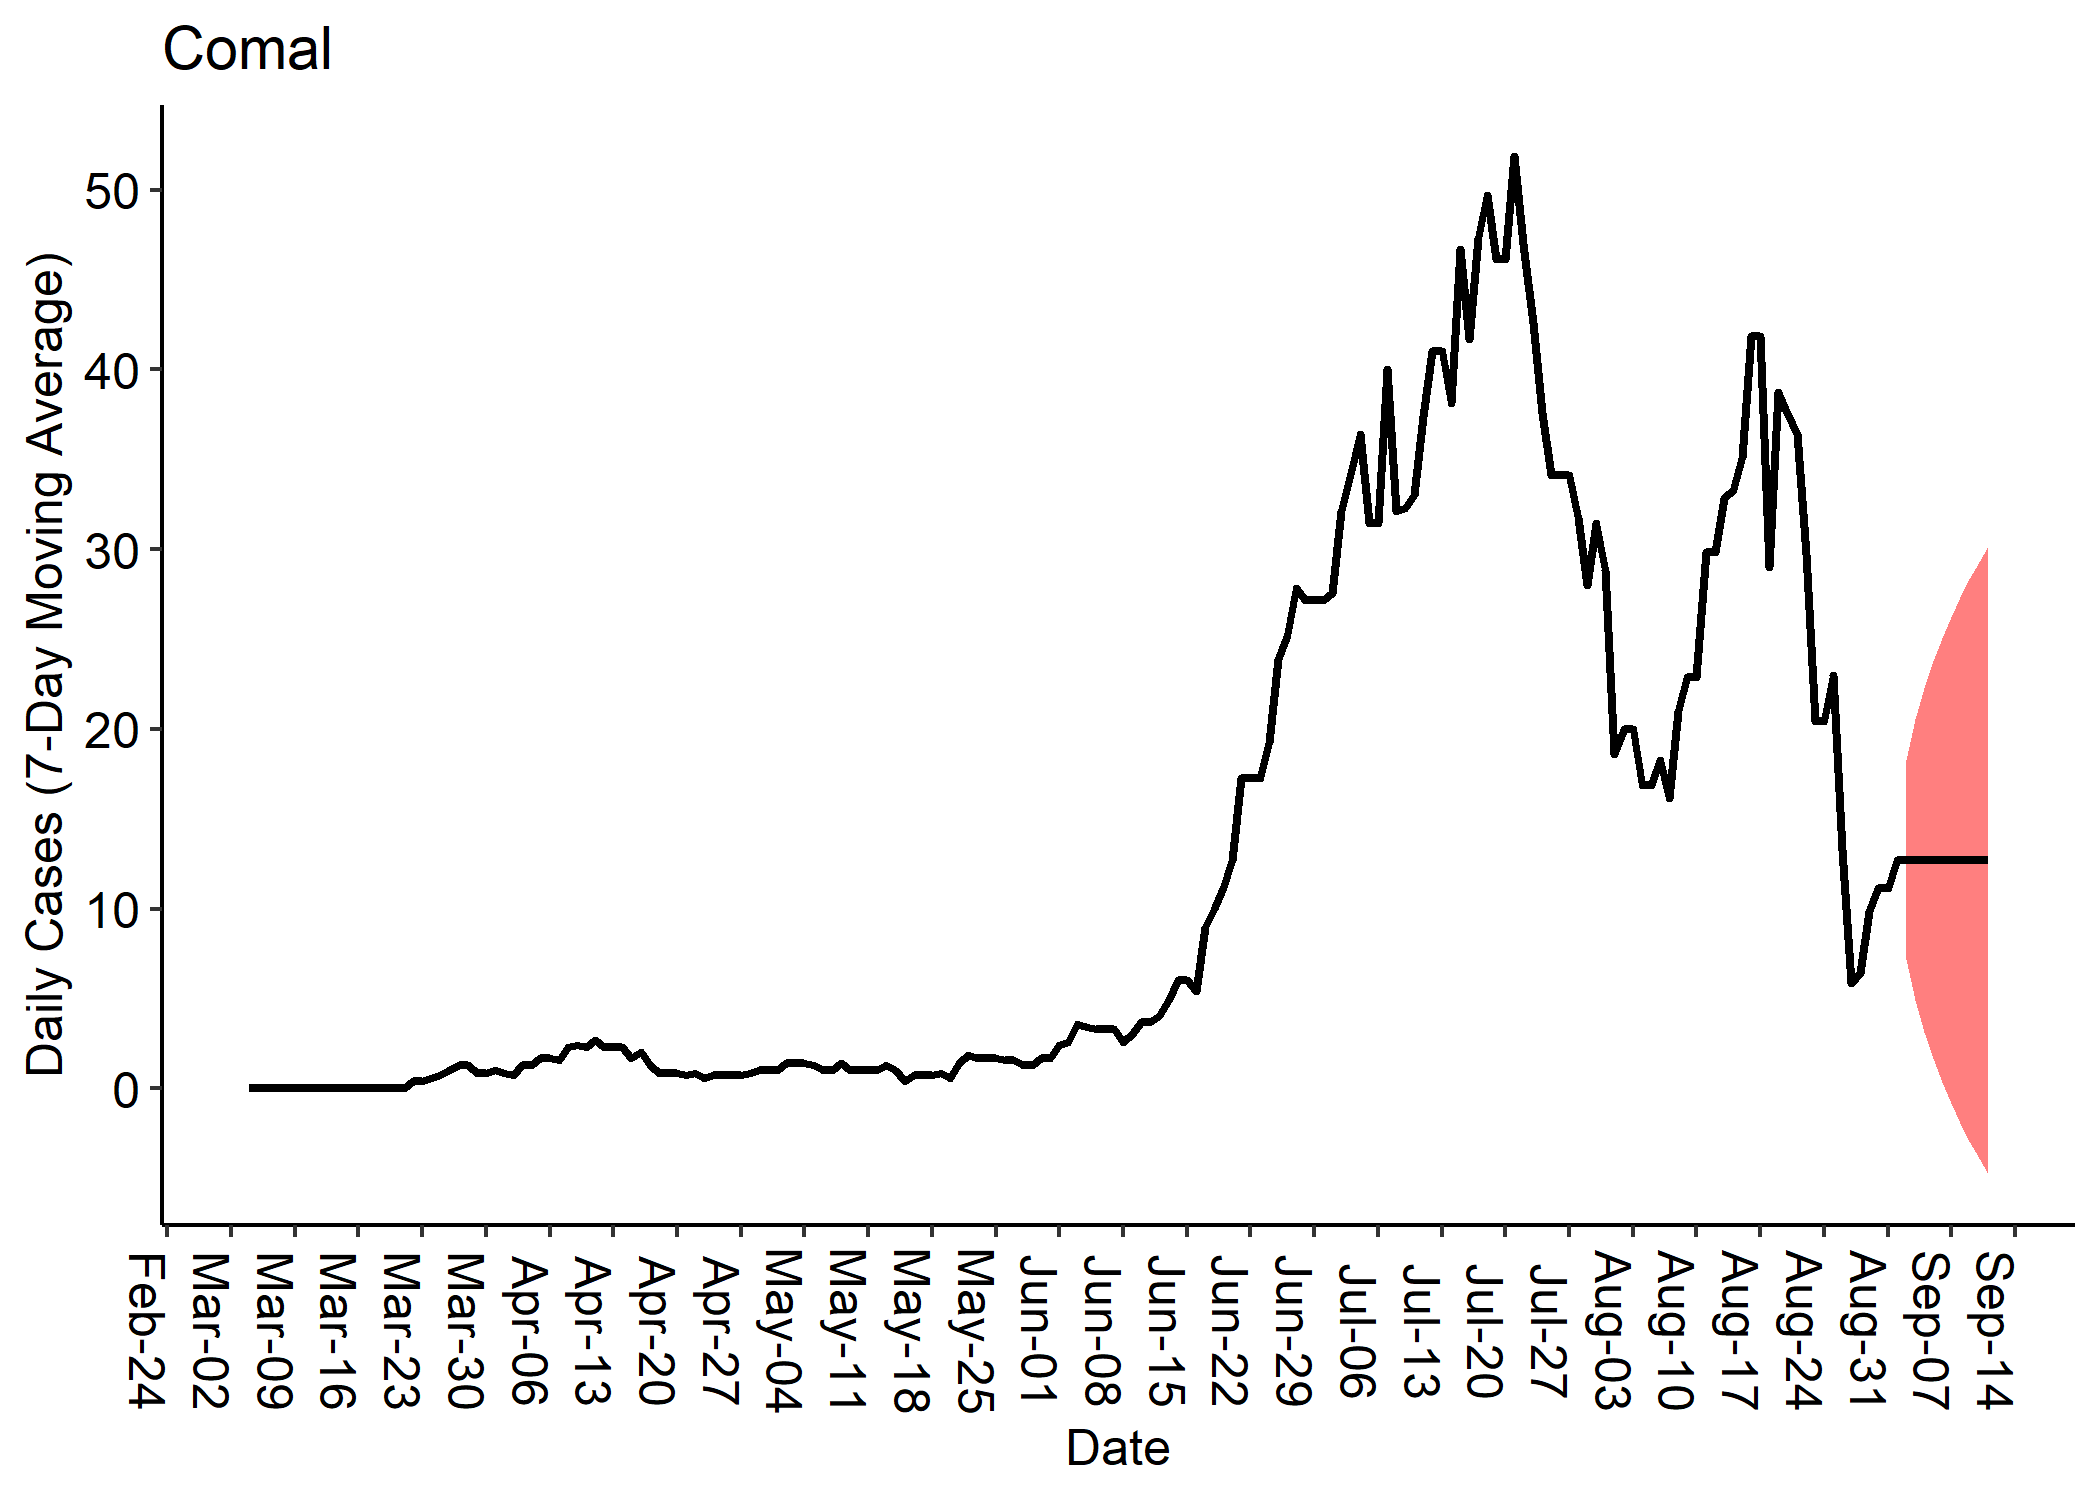 Comal
Daily Cases (7-Day Moving Average)
50
40
30
20
10
0
Feb-24
Mar-02
Mar-09
Mar-16
Mar-23
Mar-30
Apr-06
Apr-13
Apr-20
Apr-27
May-04
May-11
May-18
May-25
Jun-01
Jun-08
Jun-15
Jun-22
Jun-29
Jul-06
Jul-13
Jul-20
Jul-27
Aug-03
Aug-10
Aug-17
Aug-24
Aug-31
Sep-07
Sep-14
Date